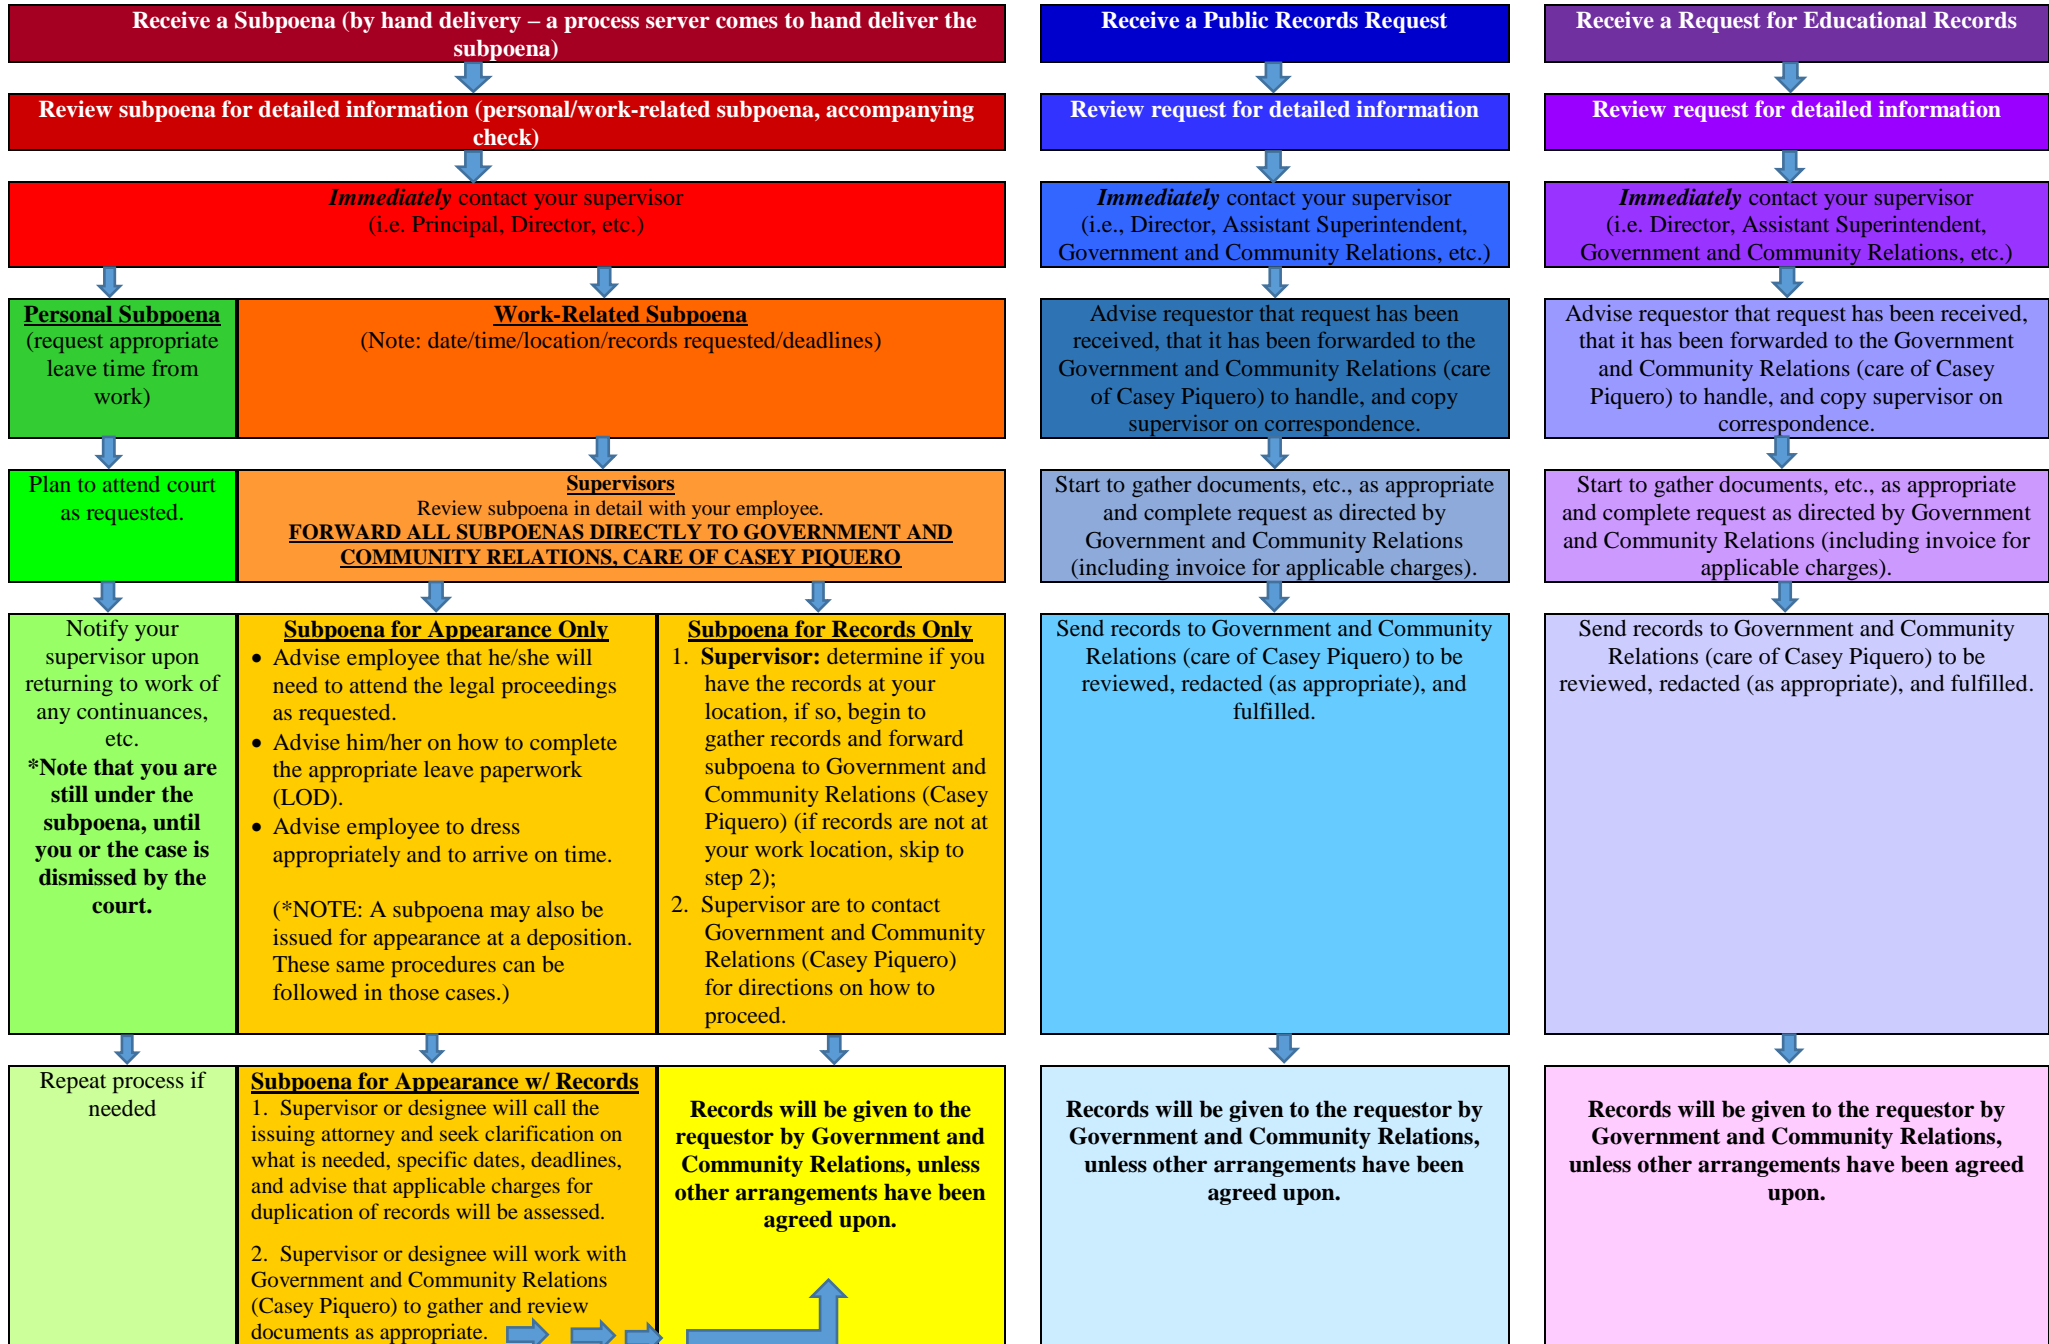 Receive a Subpoena (by hand delivery – a process server comes to hand deliver the
subpoena)
Review subpoena for detailed information (personal/work-related subpoena, accompanying
check)
Immediately contact your supervisor
(i.e. Principal, Director, etc.)
Personal Subpoena
(request appropriate
leave time from
work)
Work-Related Subpoena
(Note: date/time/location/records requested/deadlines)
Plan to attend court
as requested.
Supervisors
Review subpoena in detail with your employee.
FORWARD ALL SUBPOENAS DIRECTLY TO GOVERNMENT AND
COMMUNITY RELATIONS, CARE OF CASEY PIQUERO
Notify your
supervisor upon
returning to work of
any continuances,
etc.
*Note that you are
still under the
subpoena, until
you or the case is
dismissed by the
court.
Subpoena for Appearance Only
• Advise employee that he/she will
need to attend the legal proceedings
as requested.
• Advise him/her on how to complete
the appropriate leave paperwork
(LOD).
• Advise employee to dress
appropriately and to arrive on time.
(*NOTE: A subpoena may also be
issued for appearance at a deposition.
These same procedures can be
followed in those cases.)
Subpoena for Records Only
1. Supervisor: determine if you
have the records at your
location, if so, begin to
gather records and forward
subpoena to Government and
Community Relations (Casey
Piquero) (if records are not at
your work location, skip to
step 2);
2. Supervisor are to contact
Government and Community
Relations (Casey Piquero)
for directions on how to
proceed.
Repeat process if
needed
Subpoena for Appearance w/ Records
1. Supervisor or designee will call the
issuing attorney and seek clarification on
what is needed, specific dates, deadlines,
and advise that applicable charges for
duplication of records will be assessed.
2. Supervisor or designee will work with
Government and Community Relations
(Casey Piquero) to gather and review
documents as appropriate.
Records will be given to the
requestor by Government and
Community Relations, unless
other arrangements have been
agreed upon.
Receive a Public Records Request
Review request for detailed information
Immediately contact your supervisor
(i.e., Director, Assistant Superintendent,
Government and Community Relations, etc.)
Advise requestor that request has been
received, that it has been forwarded to the
Government and Community Relations (care
of Casey Piquero) to handle, and copy
supervisor on correspondence.
Start to gather documents, etc., as appropriate
and complete request as directed by
Government and Community Relations
(including invoice for applicable charges).
Send records to Government and Community
Relations (care of Casey Piquero) to be
reviewed, redacted (as appropriate), and
fulfilled.
Records will be given to the requestor by
Government and Community Relations,
unless other arrangements have been
agreed upon.
Receive a Request for Educational Records
Review request for detailed information
Immediately contact your supervisor
(i.e. Director, Assistant Superintendent,
Government and Community Relations, etc.)
Advise requestor that request has been received,
that it has been forwarded to the Government
and Community Relations (care of Casey
Piquero) to handle, and copy supervisor on
correspondence.
Start to gather documents, etc., as appropriate
and complete request as directed by Government
and Community Relations (including invoice for
applicable charges).
Send records to Government and Community
Relations (care of Casey Piquero) to be
reviewed, redacted (as appropriate), and fulfilled.
Records will be given to the requestor by
Government and Community Relations,
unless other arrangements have been agreed
upon.